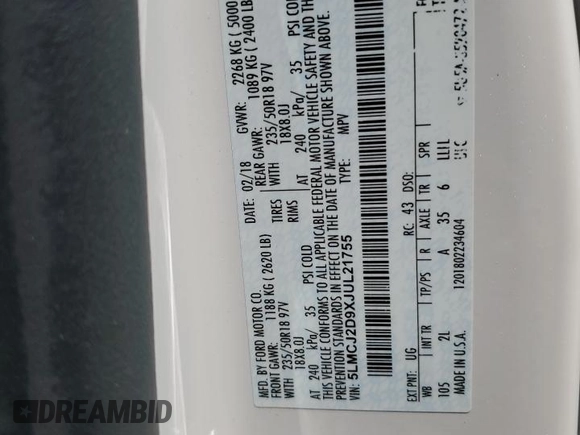 MFD. BY FORD MOTOR CO.
DATE: 02/18
GVWR: 2268 KG ( 5000
FRONT GAWR: 1188 KG ( 2620 LB)
REAR GAWR: 1089 KG ( 2400 LB
WITH 235/50R18 97V TIRES WITH 235/50R18 97V
18X8.0J RIMS 18X8.0J
AT 240 kPa/ 35 PSI COLD AT 240 kPa/ 35 PSI CO
THIS VEHICLE CONFORMS TO ALL APPLICABLE FEDERAL MOTOR VEHICLE SAFETY AND
PREVENTION STANDARDS IN EFFECT ON THE DATE OF MANUFACTURE SHOWN ABOVE.
VIN: 5LMCJ2D9XJUL21755 TYPE: MPV
EXT PNT: UG RC: 43 DSO:
WB INT TR TP/PS R AXLE TR SPR
105 2L A 35 6 LLIL
MADE IN U.S.A. 1201802234604
DREAMBID